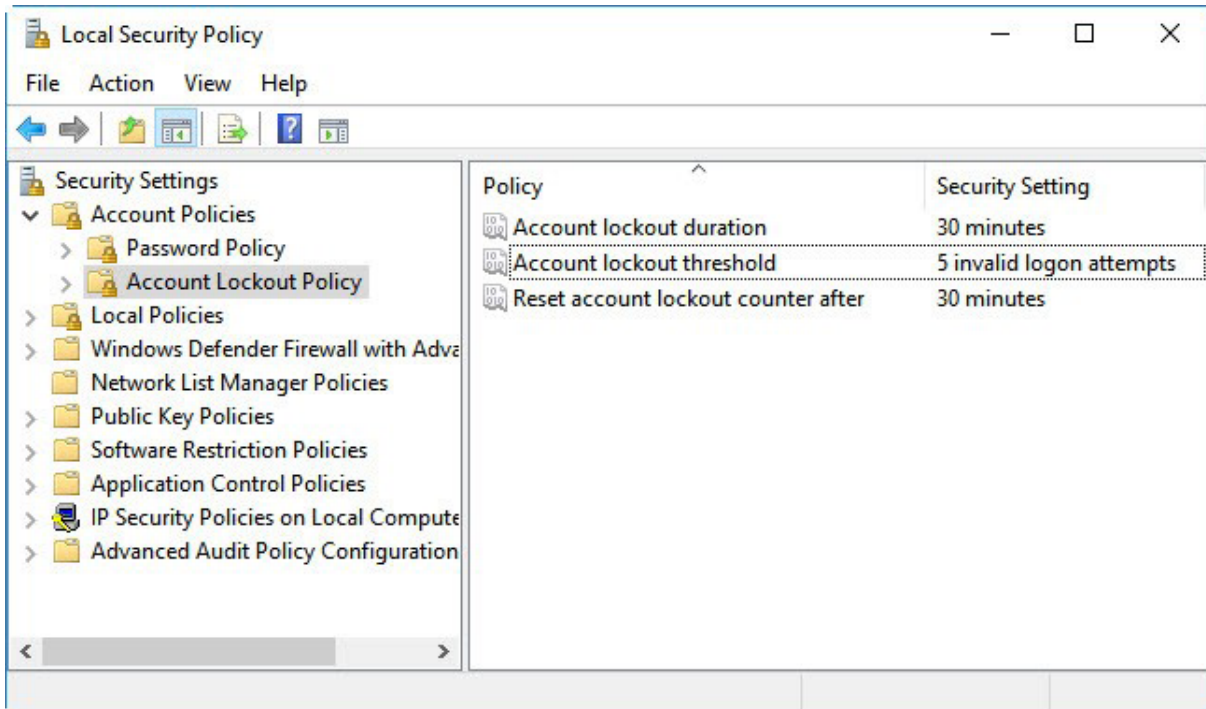 Local Security Policy
File Action View Help
Security Settings
Account Policies
Password Policy
Account Lockout Policy
Local Policies
Windows Defender Firewall with Adva
Network List Manager Policies
Public Key Policies
Software Restriction Policies
Application Control Policies
IP Security Policies on Local Compute
Advanced Audit Policy Configuration
Policy Security Setting
Account lockout duration 30 minutes
Account lockout threshold 5 invalid logon attempts
Reset account lockout counter after 30 minutes